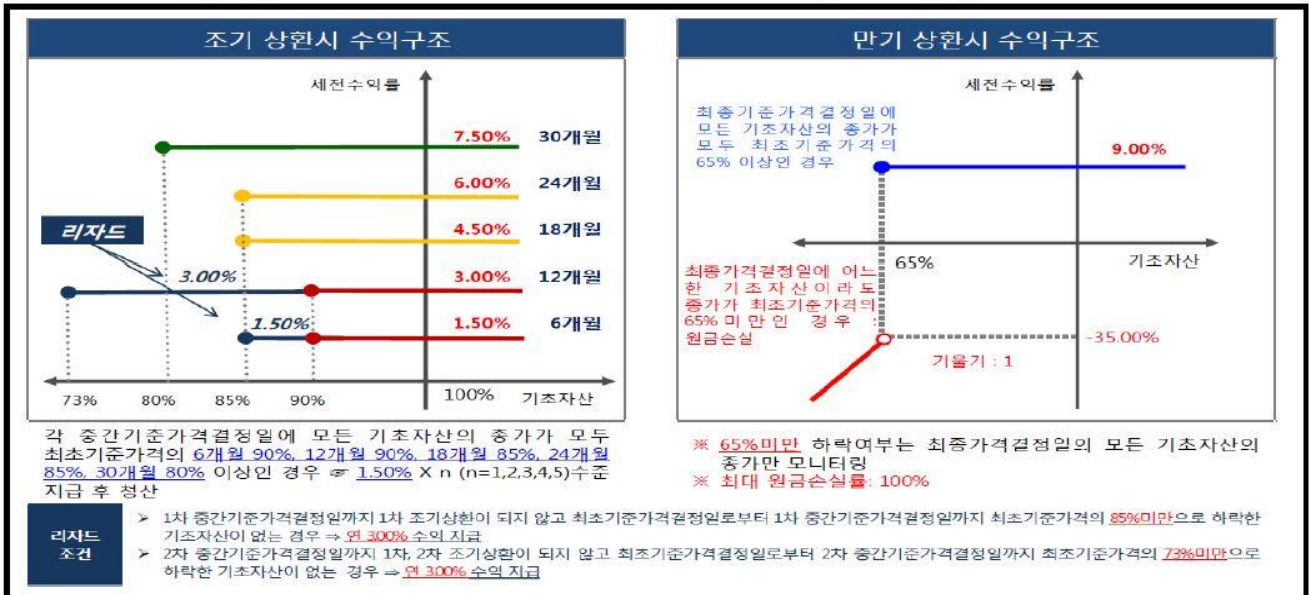 조기 상환시 수익구조
세전수익률
7.50% 30개월
6.00% 24개월
리자드
4.50% 18개월
3.00%
3.00% 12개월
1.50%
1.50% 6개월
73% 80% 85% 90% 100% 기초자산
각 중간기준가격결정일에 모든 기초자산의 종가가 모두
최초기준가격의 6개월 90%, 12개월 90%, 18개월 85%, 24개월
85%, 30개월 80% 이상인 경우 ☞ 1.50% X n (n=1,2,3,4,5)수준
지급 후 청산
만기 상환시 수익구조
세전수익률
최종기준가격결정일에
모든 기초자산의 종가가
모두 최초기준가격의
65% 이상인 경우
9.00%
65%
기초자산
최종가격결정일에 어느
한 기초자산이라도
종가가 최초기준가격의
65%미만인 경우 :
원금손실
-35.00%
기울기 : 1
※ 65%미만 하락여부는 최종가격결정일의 모든 기초자산의
종가만 모니터링
※ 최대 원금손실률: 100%
리자드
조건
➢ 1차 중간기준가격결정일까지 1차 조기상환이 되지 않고 최초기준가격결정일로부터 1차 중간기준가격결정일까지 최초기준가격의 85%미만으로 하락한
기초자산이 없는 경우 ⇒ 연 3.00% 수익 지급
➢ 2차 중간기준가격결정일까지 1차, 2차 조기상환이 되지 않고 최초기준가격결정일로부터 2차 중간기준가격결정일까지 최초기준가격의 73%미만으로
하락한 기초자산이 없는 경우 ⇒ 연 3.00% 수익 지급